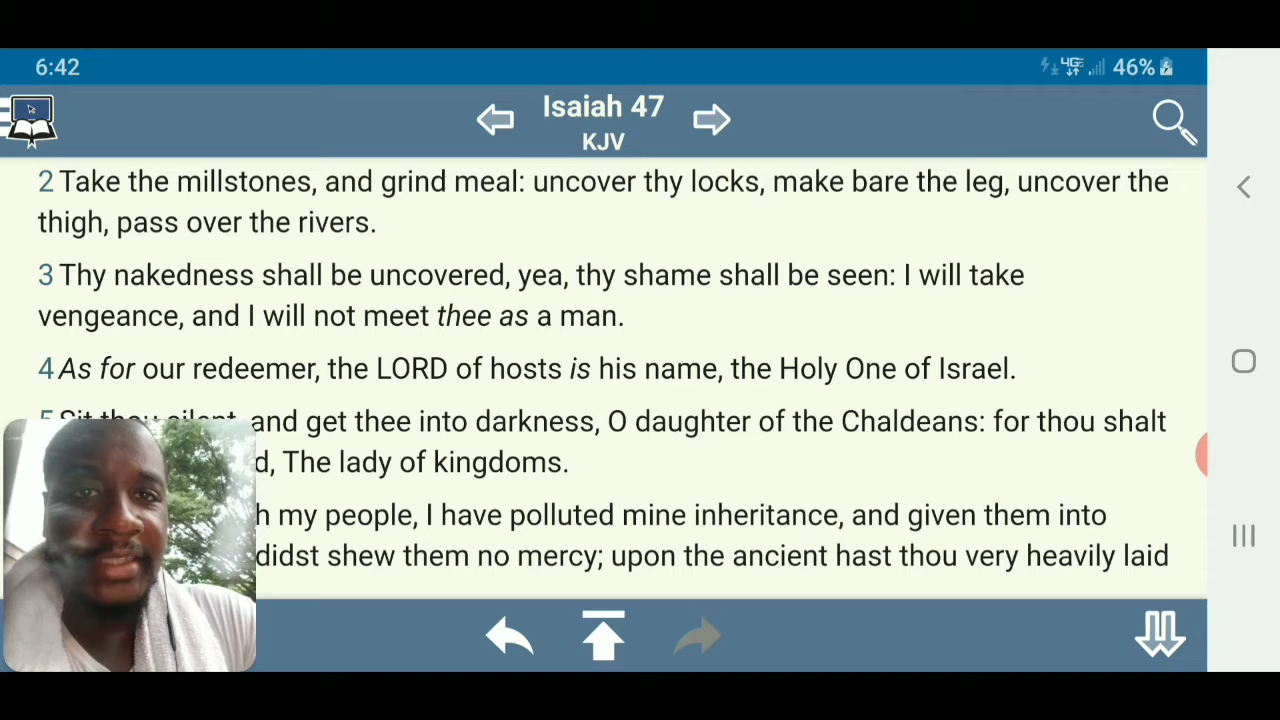 6:42
4G 46%
Isaiah 47
KJV
2 Take the millstones, and grind meal: uncover thy locks, make bare the leg, uncover the
thigh, pass over the rivers.
3 Thy nakedness shall be uncovered, yea, thy shame shall be seen: I will take
vengeance, and I will not meet thee as a man.
4 As for our redeemer, the LORD of hosts is his name, the Holy One of Israel.
5 Sit thou silent, and get thee into darkness, O daughter of the Chaldeans: for thou shalt
d, The lady of kingdoms.
h my people, I have polluted mine inheritance, and given them into
didst shew them no mercy; upon the ancient hast thou very heavily laid